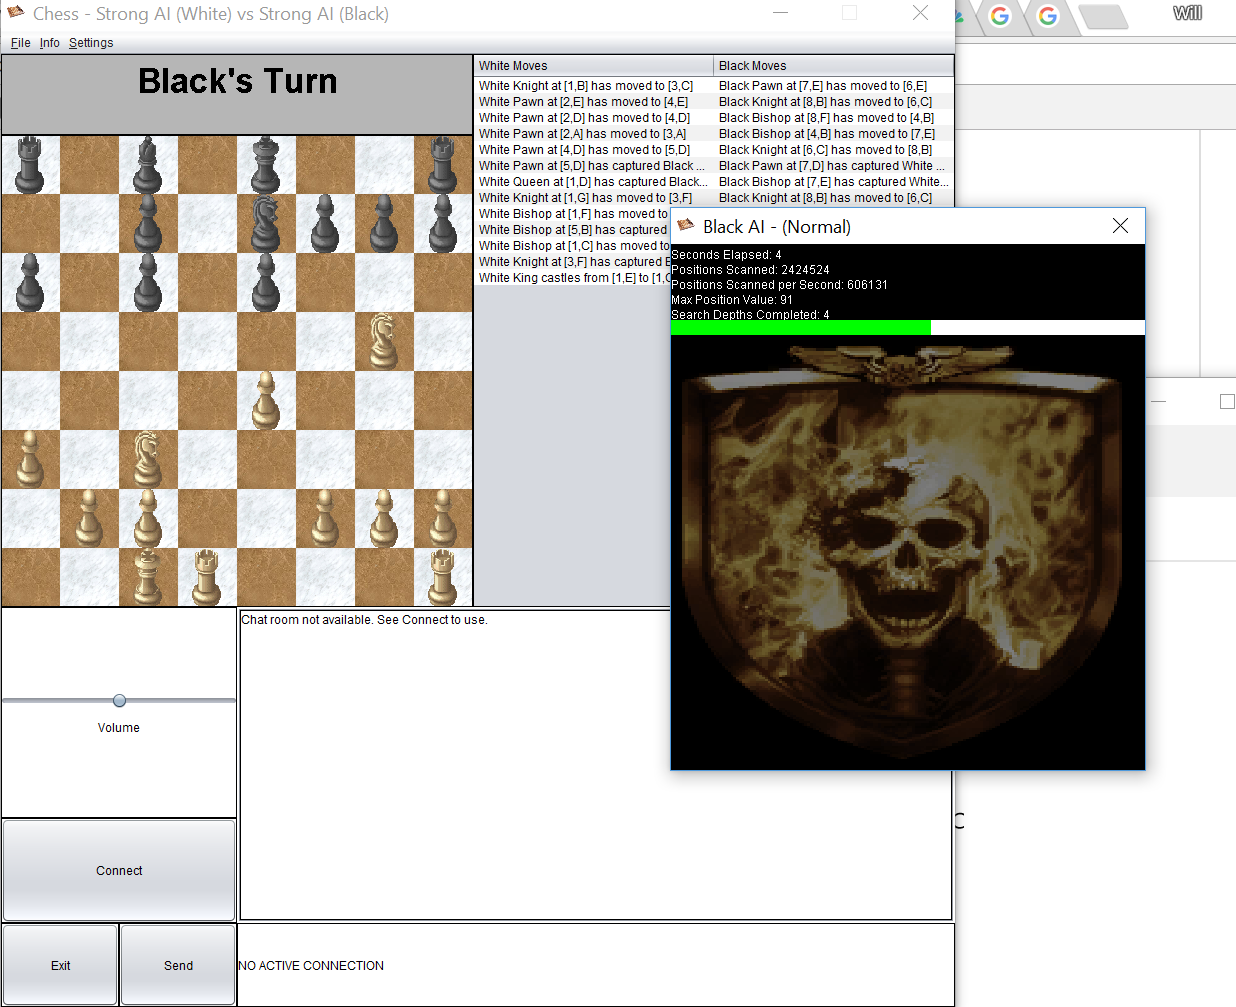 Chess - Strong AI (White) vs Strong AI (Black)
Will
File Info Settings
Black's Turn
White Moves Black Moves
White Knight at [1,B] has moved to [3,C] Black Pawn at [7,E] has moved to [6,E]
White Pawn at [2,E] has moved to [4,E] Black Knight at [8,B] has moved to [6,C]
White Pawn at [2,D] has moved to [4,D] Black Bishop at [8,F] has moved to [4,B]
White Pawn at [2,A] has moved to [3,A] Black Bishop at [4,B] has moved to [7,E]
White Pawn at [4,D] has moved to [5,D] Black Knight at [6,C] has moved to [8,B]
White Pawn at [5,D] has captured Black ... Black Pawn at [7,D] has captured White ...
White Queen at [1,D] has captured Black... Black Bishop at [7,E] has captured White...
White Knight at [1,G] has moved to [3,F] Black Knight at [8,B] has moved to [6,C]
White Bishop at [1,F] has moved to
White Bishop at [5,B] has captured
White Bishop at [1,C] has moved to
White Knight at [3,F] has captured
White King castles from [1,E] to
Black AI - (Normal)
Seconds Elapsed: 4
Positions Scanned: 2424524
Positions Scanned per Second: 606131
Max Position Value: 91
Search Depths Completed: 4
Chat room not available. See Connect to use.
Volume
Connect
Exit
Send
NO ACTIVE CONNECTION